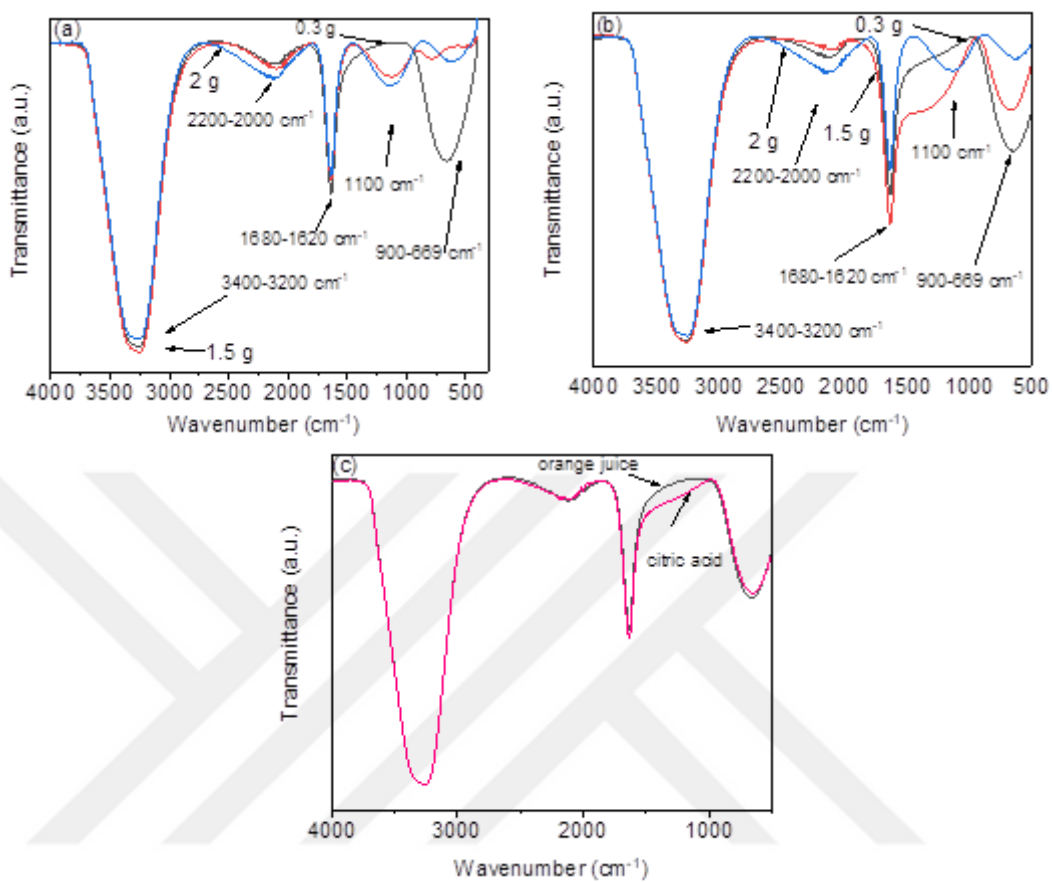 (a)
0.3 g
2 g
2200-2000 cm-1
1100 cm-1
1680-1620 cm-1
900-669 cm-1
3400-3200 cm-1
1.5 g
Transmittance (a.u.)
4000 3500 3000 2500 2000 1500 1000 500
Wavenumber (cm-1)
(b)
0.3 g
1.5 g
2 g
1100 cm-1
2200-2000 cm-1
1680-1620 cm-1
900-669 cm-1
3400-3200 cm-1
Transmittance (a.u.)
4000 3500 3000 2500 2000 1500 1000 500
Wavenumber (cm-1)
(c)
orange juice
citric acid
Transmittance (a.u.)
4000 3000 2000 1000
Wavenumber (cm-1)